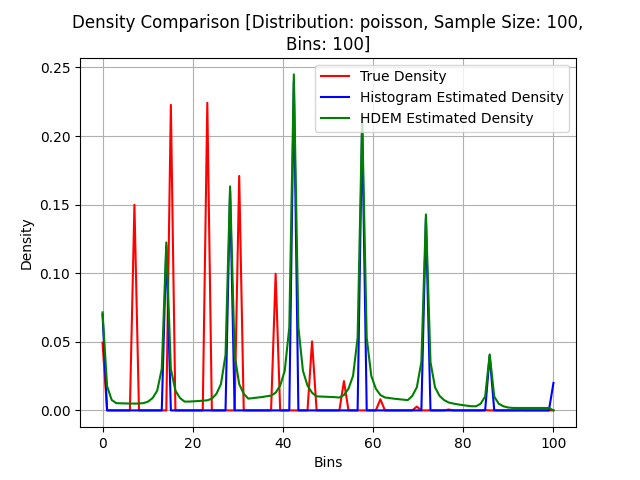 Density Comparison [Distribution: poisson, Sample Size: 100,
Bins: 100]
True Density
Histogram Estimated Density
HDEM Estimated Density
Density
0.25
0.20
0.15
0.10
0.05
0.00
0 20 40 60 80 100
Bins